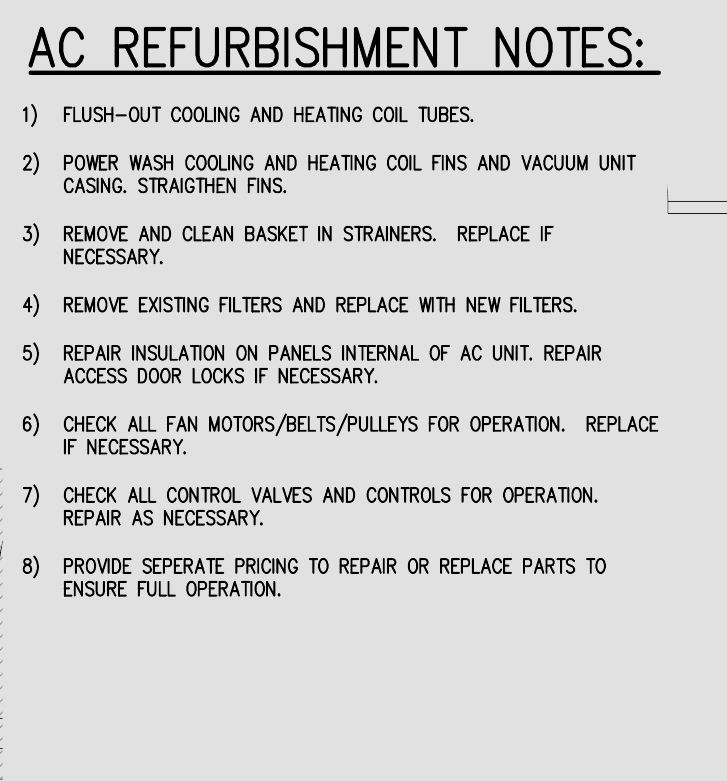 AC REFURBISHMENT NOTES:
1) FLUSH-OUT COOLING AND HEATING COIL TUBES.
2) POWER WASH COOLING AND HEATING COIL FINS AND VACUUM UNIT
CASING. STRAIGTHEN FINS.
3) REMOVE AND CLEAN BASKET IN STRAINERS. REPLACE IF
NECESSARY.
4) REMOVE EXISTING FILTERS AND REPLACE WITH NEW FILTERS.
5) REPAIR INSULATION ON PANELS INTERNAL OF AC UNIT. REPAIR
ACCESS DOOR LOCKS IF NECESSARY.
6) CHECK ALL FAN MOTORS/BELTS/PULLEYS FOR OPERATION. REPLACE
IF NECESSARY.
7) CHECK ALL CONTROL VALVES AND CONTROLS FOR OPERATION.
REPAIR AS NECESSARY.
8) PROVIDE SEPERATE PRICING TO REPAIR OR REPLACE PARTS TO
ENSURE FULL OPERATION.